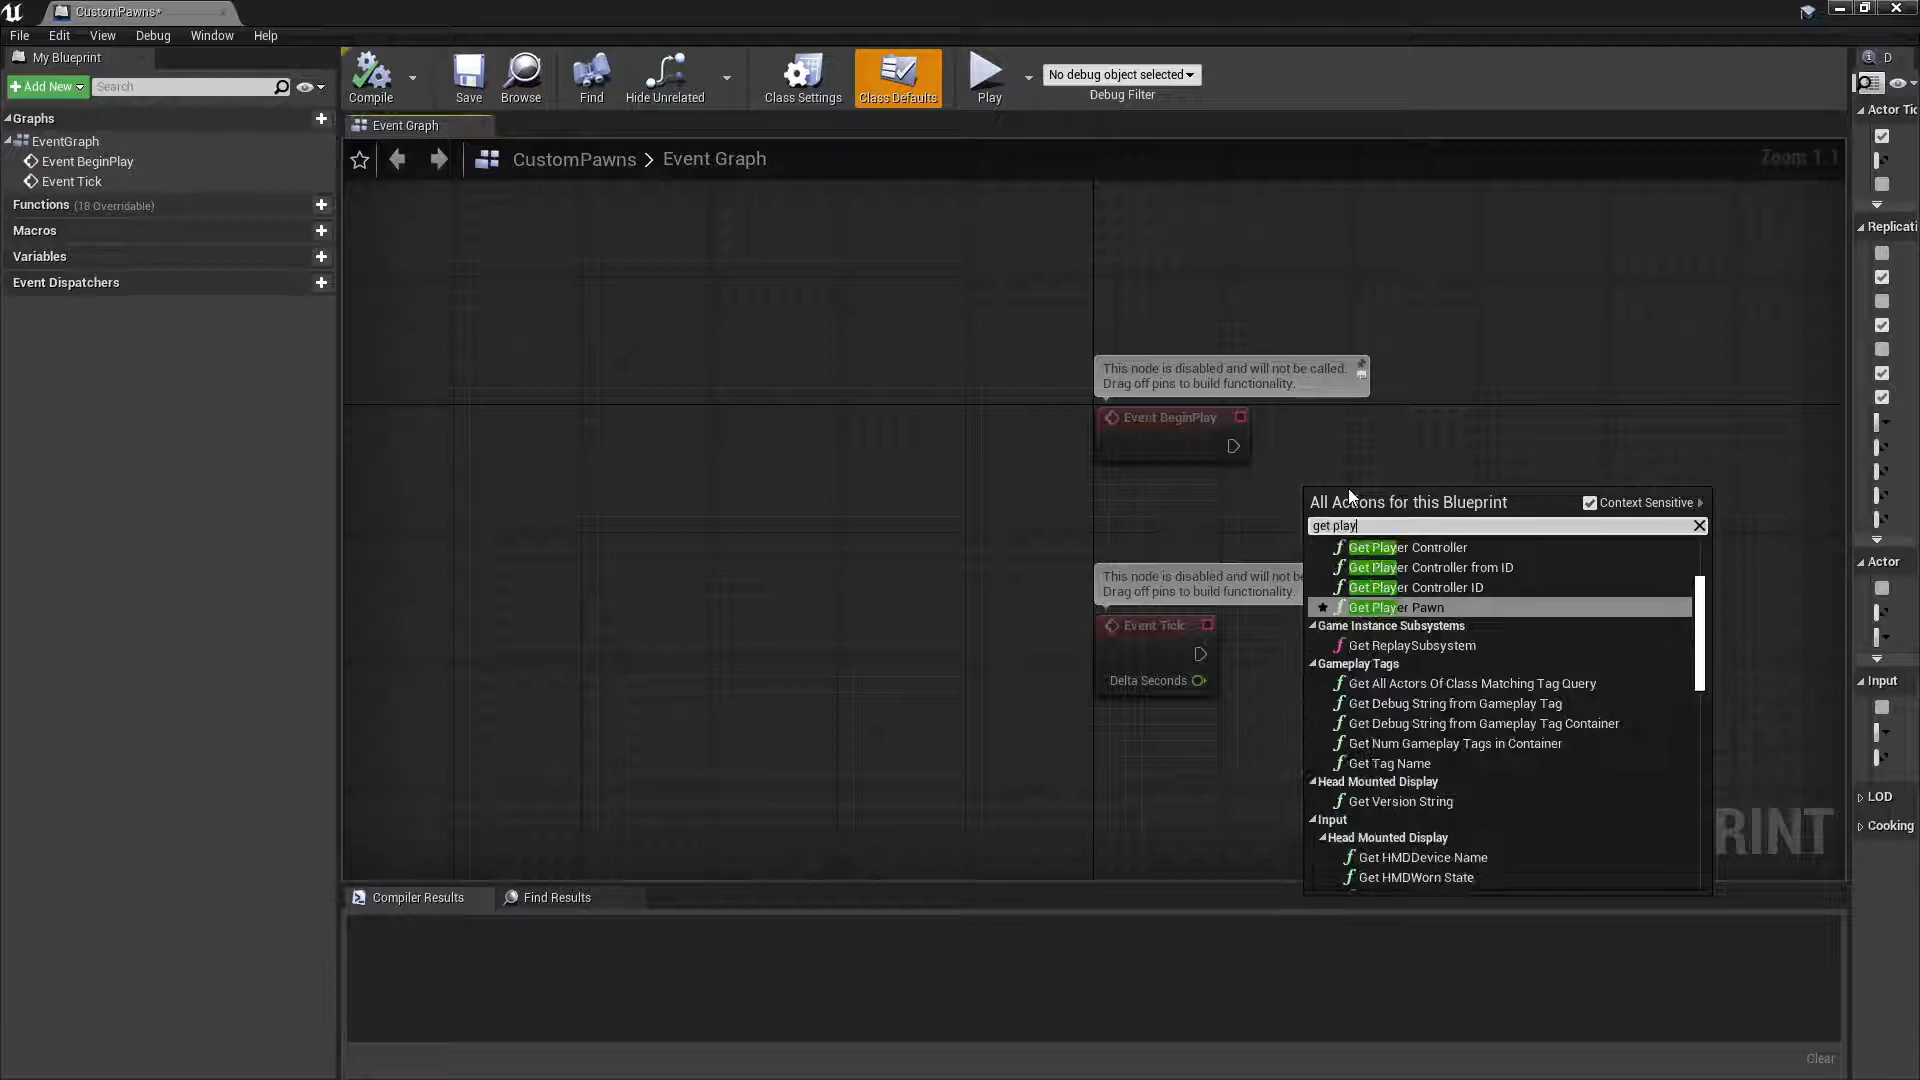 CustomPawns*
File Edit View Debug Window Help
My Blueprint
D
Add New
Search
Compile
Save
Browse
Find
Hide Unrelated
Class Settings
Class Defaults
Play
No debug object selected
Debug Filter
Graphs
EventGraph
Event BeginPlay
Event Tick
Functions (18 Overridable)
Macros
Variables
Event Dispatchers
Event Graph
CustomPawns > Event Graph
Zoom 1:1
This node is disabled and will not be called.
Drag off pins to build functionality.
Event BeginPlay
This node is disabled and will not be
Drag off pins to build functionality.
Event Tick
Delta Seconds
All Actions for this Blueprint
Context Sensitive
get play
Get Player Controller
Get Player Controller from ID
Get Player Controller ID
Get Player Pawn
Game Instance Subsystems
Get ReplaySubsystem
Gameplay Tags
Get All Actors Of Class Matching Tag Query
Get Debug String from Gameplay Tag
Get Debug String from Gameplay Tag Container
Get Num Gameplay Tags in Container
Get Tag Name
Head Mounted Display
Get Version String
Input
Head Mounted Display
Get HMDDevice Name
Get HMDWorn State
RINT
Actor Tic
Replicati
Actor
Input
LOD
Cooking
Compiler Results
Find Results
Clear